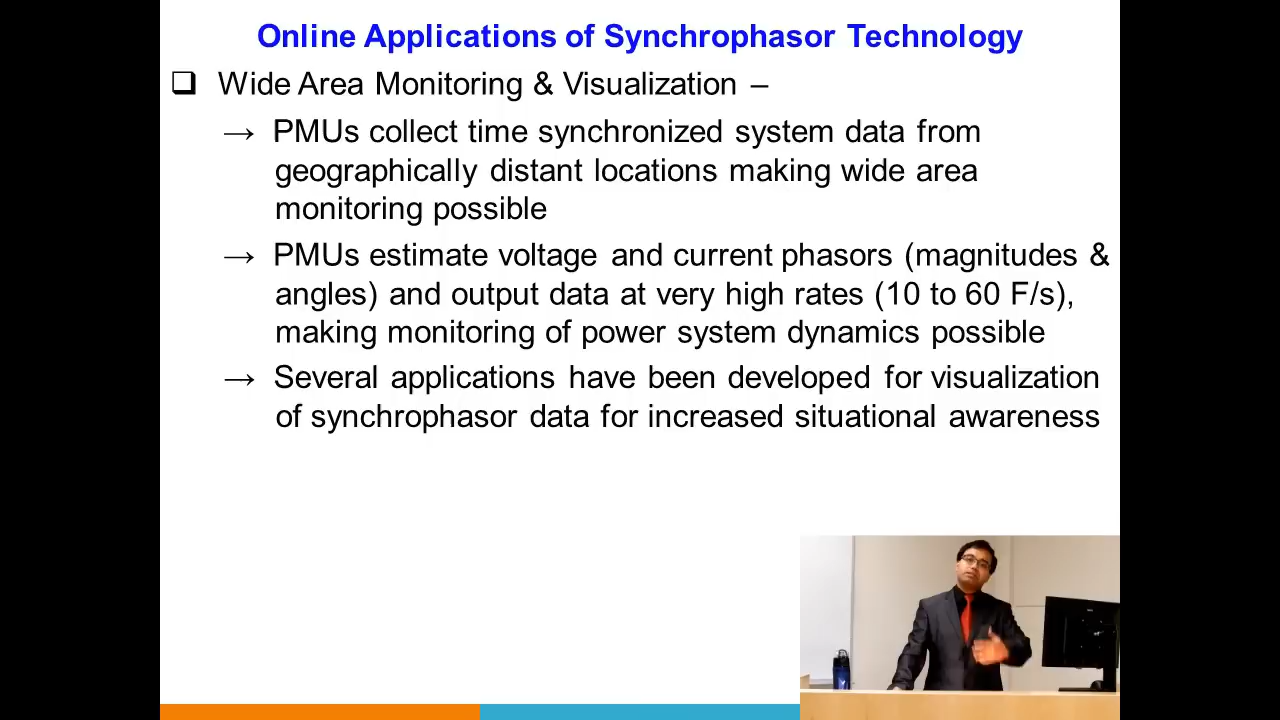 Online Applications of Synchrophasor Technology
❑ Wide Area Monitoring & Visualization –
→ PMUs collect time synchronized system data from
geographically distant locations making wide area
monitoring possible
→ PMUs estimate voltage and current phasors (magnitudes &
angles) and output data at very high rates (10 to 60 F/s),
making monitoring of power system dynamics possible
→ Several applications have been developed for visualization
of synchrophasor data for increased situational awareness